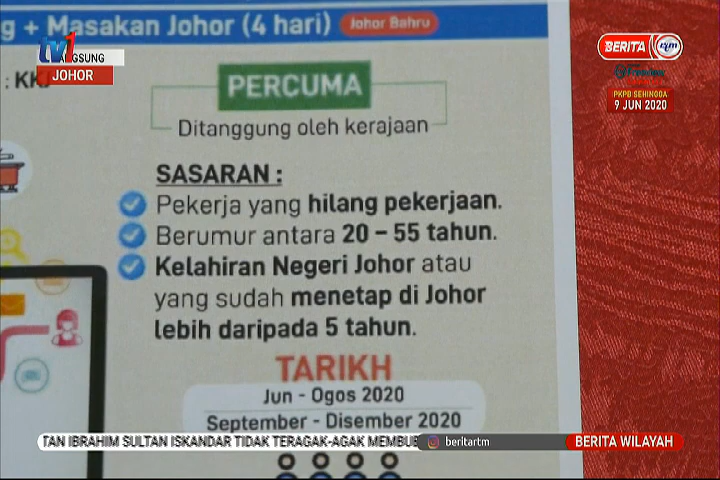 g + Masakan Johor (4 hari) Johor Bahru
tv1
LANGSUNG
JOHOR
BERITA rtm
PKPB SEHINGGA
9 JUN 2020
: KKJ
PERCUMA
Ditanggung oleh kerajaan
SASARAN :
Pekerja yang hilang pekerjaan.
Berumur antara 20 – 55 tahun.
Kelahiran Negeri Johor atau
yang sudah menetap di Johor
lebih daripada 5 tahun.
TARIKH
Jun - Ogos 2020
September - Disember 2020
TAN IBRAHIM SULTAN ISKANDAR TIDAK TERAGAK-AGAK MEMBUB
beritartm
BERITA WILAYAH